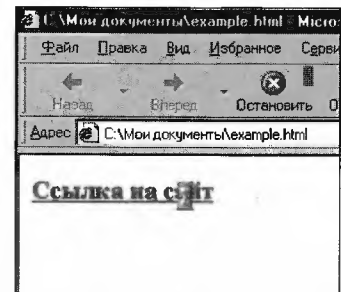 C:\Мои документы\example.html - Micros
Файл Правка Вид Избранное Серви
Назад Вперед Остановить О
Адрес C:\Мои документы\example.html
Ссылка на сайт